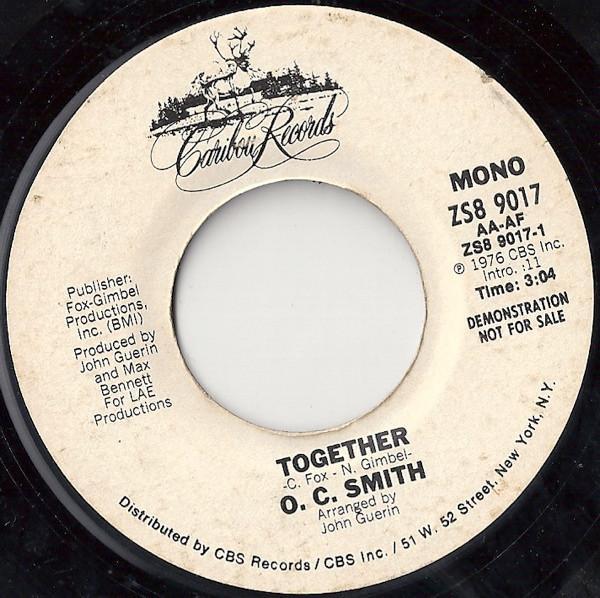 Caribou Records
MONO
ZS8 9017
AA-AF
ZS8 9017-1
℗ 1976 CBS Inc.
Intro. :11
Time: 3:04
DEMONSTRATION
NOT FOR SALE
Publisher:
Fox-Gimbel
Productions,
Inc. (BMI)
Produced by
John Guerin
and Max
Bennett
For LAE
Productions
TOGETHER
-C. Fox - N. Gimbel-
O. C. SMITH
Arranged by
John Guerin
Distributed by CBS Records / CBS Inc. / 51 W. 52 Street, New York, N.Y.